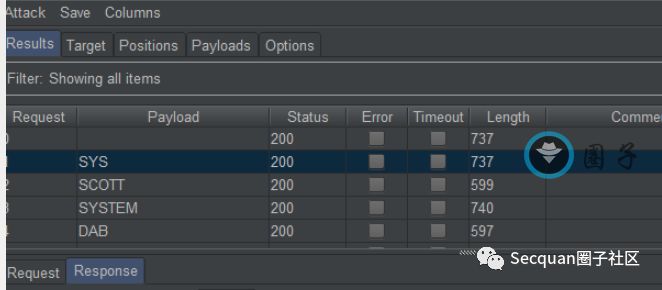 Attack Save Columns
Results Target Positions Payloads Options
Filter: Showing all items
Request Payload Status Error Timeout Length Commer
0 200 737
1 SYS 200 737
2 SCOTT 200 599
3 SYSTEM 200 740
4 DAB 200 597
圈子
Request Response
Secquan圈子社区